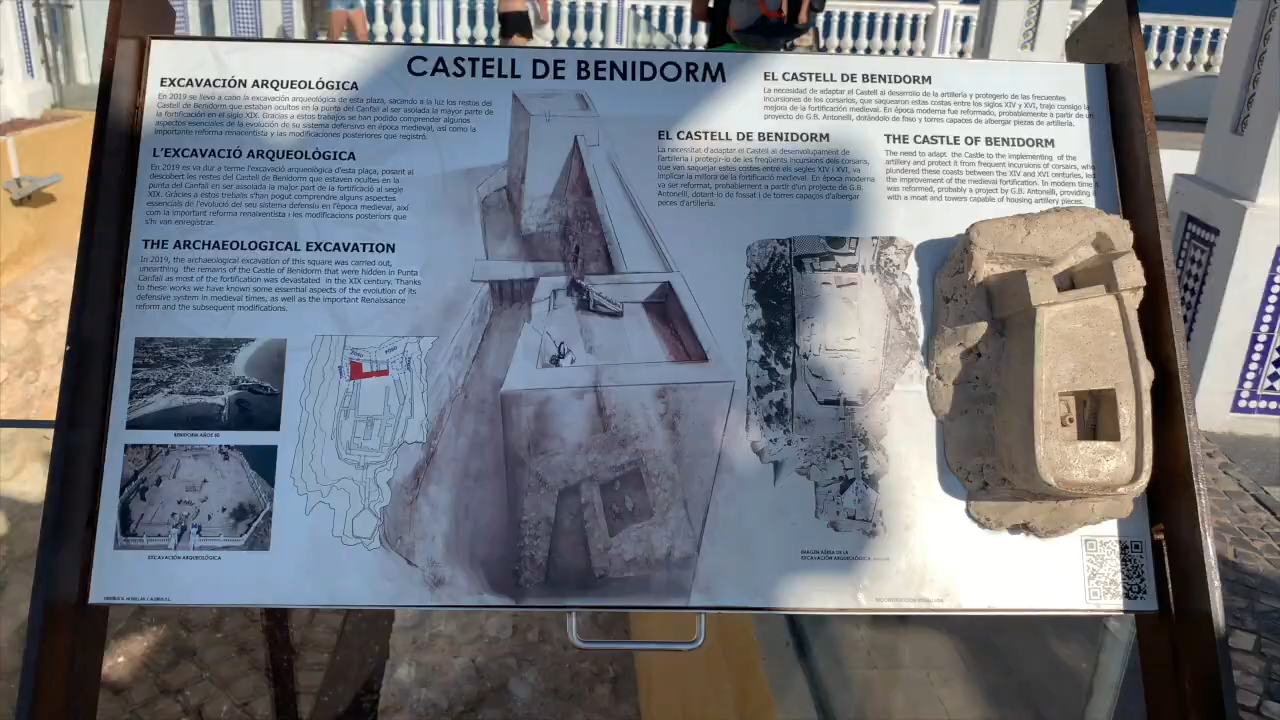 CASTELL DE BENIDORM
EXCAVACIÓN ARQUEOLÓGICA
En 2019 se llevó a cabo la excavación arqueológica de esta plaza, sacando a la luz los restos del
Castell de Benidorm que estaban ocultos en la punta del Canfali al ser asolada la mayor parte de
la fortificación en el siglo XIX. Gracias a estos trabajos se han podido comprender algunos
aspectos esenciales de la evolución de su sistema defensivo en época medieval, así como la
importante reforma renacentista y las modificaciones posteriores que registró.
L'EXCAVACIÓ ARQUEOLÒGICA
En 2019 es va dur a terme l'excavació arqueològica d'esta plaça, posant al
descobert les restes del Castell de Benidorm que estaven ocultes en la
punta del Canfali en ser assolada la major part de la fortificació al segle
XIX. Gràcies a estos treballs s'han pogut comprendre alguns aspectes
essencials de l'evolució del seu sistema defensiu en l'època medieval, així
com la important reforma renaixentista i les modificacions posteriors que
s'hi van enregistrar.
THE ARCHAEOLOGICAL EXCAVATION
In 2019, the archaeological excavation of this square was carried out,
unearthing the remains of the Castle of Benidorm that were hidden in Punta
Canfali as most of the fortification was devastated in the XIX century. Thanks
to these works we have known some essential aspects of the evolution of its
defensive system in medieval times, as well as the important Renaissance
reform and the subsequent modifications.
BENIDORM AÑOS 50
EXCAVACIÓN ARQUEOLÓGICA
EL CASTELL DE BENIDORM
La necesidad de adaptar el Castell al desarrollo de la artillería y protegerlo de las frecuentes
incursiones de los corsarios, que saquearon estas costas entre los siglos XIV y XVI, trajo consigo la
mejora de la fortificación medieval. En época moderna fue reformado, probablemente a partir de un
proyecto de G.B. Antonelli, dotándolo de foso y torres capaces de albergar piezas de artillería.
EL CASTELL DE BENIDORM
La necessitat d'adaptar el Castell al desenvolupament de
l'artilleria i protegir-lo de les freqüents incursions dels corsaris,
que van saquejar estes costes entre els segles XIV i XVI, va
implicar la millora de la fortificació medieval. En època moderna
va ser reformat, probablement a partir d'un projecte de G.B.
Antonelli, dotant-lo de fossat i de torres capaços d'albergar
peces d'artilleria.
THE CASTLE OF BENIDORM
The need to adapt the Castle to the implementing of the
artillery and protect it from frequent incursions of corsairs, who
plundered these coasts between the XIV and XVI centuries, led
the improvement of the medieval fortification. In modern time
was reformed, probably a project by G.B. Antonelli, providing
with a moat and towers capable of housing artillery pieces.
IMAGEN AÉREA DE LA
EXCAVACIÓN ARQUEOLÓGICA